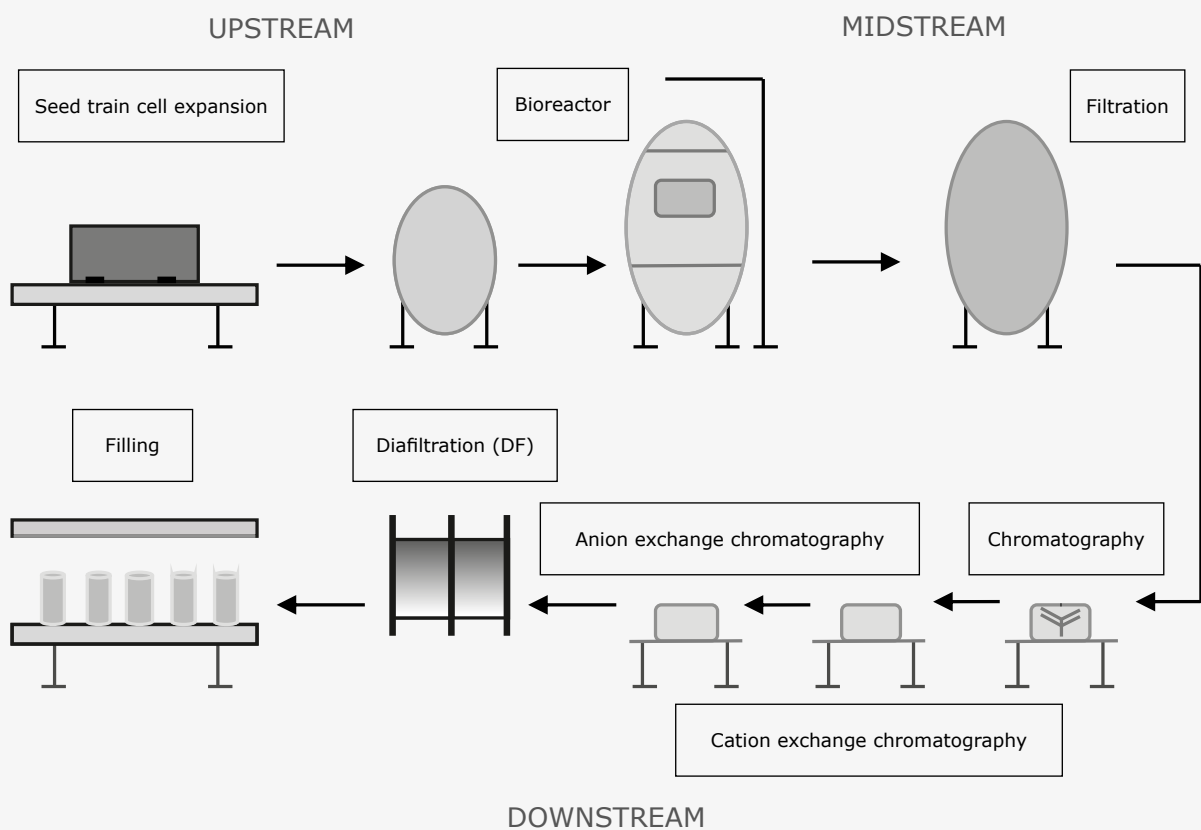 UPSTREAM
MIDSTREAM
Seed train cell expansion
Bioreactor
Filtration
Filling
Diafiltration (DF)
Anion exchange chromatography
Chromatography
Cation exchange chromatography
DOWNSTREAM